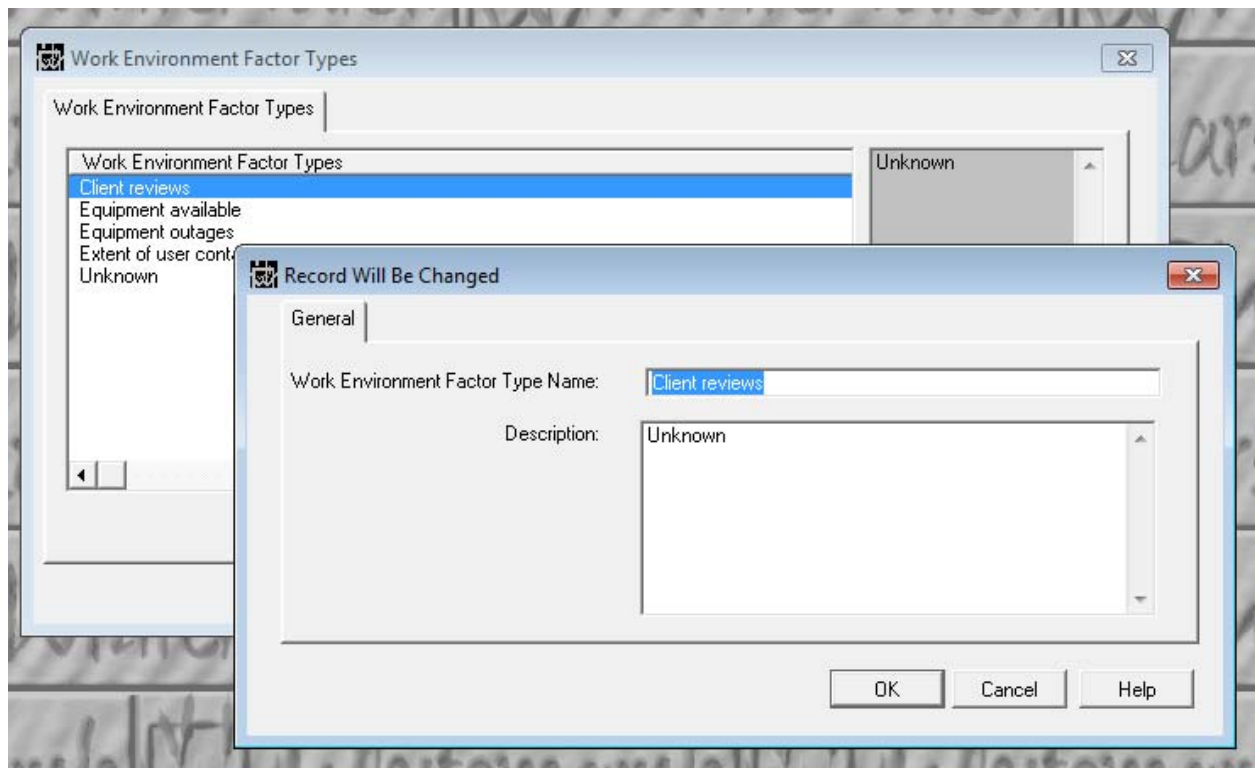 Work Environment Factor Types
Work Environment Factor Types
Work Environment Factor Types
Client reviews
Equipment available
Equipment outages
Extent of user
Unknown
Unknown
Record Will Be Changed
General
Work Environment Factor Type Name:
Client reviews
Description:
Unknown
OK
Cancel
Help